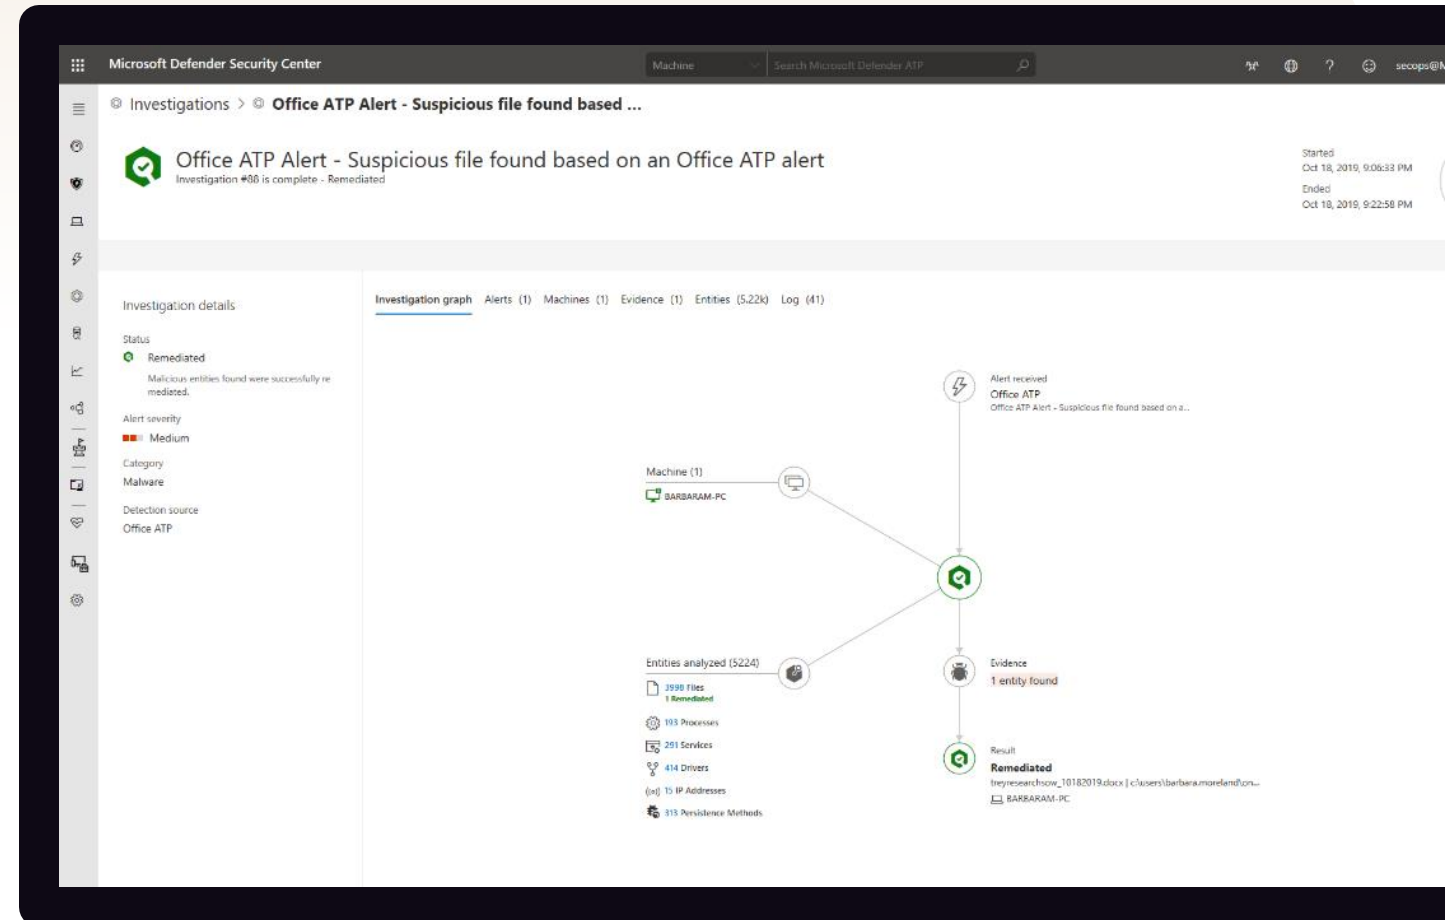 Microsoft Defender Security Center
Machine
Search Microsoft Defender ATP
secops@M
Investigations > Office ATP Alert - Suspicious file found based ...
Office ATP Alert - Suspicious file found based on an Office ATP alert
Investigation #88 is complete - Remediated
Started
Oct 18, 2019, 9:06:33 PM
Ended
Oct 18, 2019, 9:22:58 PM
Investigation details
Status
Remediated
Malicious entities found were successfully re
mediated.
Alert severity
Medium
Category
Malware
Detection source
Office ATP
Investigation graph Alerts (1) Machines (1) Evidence (1) Entities (5.22k) Log (41)
Alert received
Office ATP
Office ATP Alert - Suspicious file found based on a...
Machine (1)
BARBARAM-PC
Entities analyzed (5224)
3998 Files
1 Remediated
193 Processes
291 Services
414 Drivers
15 IP Addresses
313 Persistence Methods
Evidence
1 entity found
Result
Remediated
treyresearchsow_10182019.docx | c:\users\barbara.moreland\on...
BARBARAM-PC